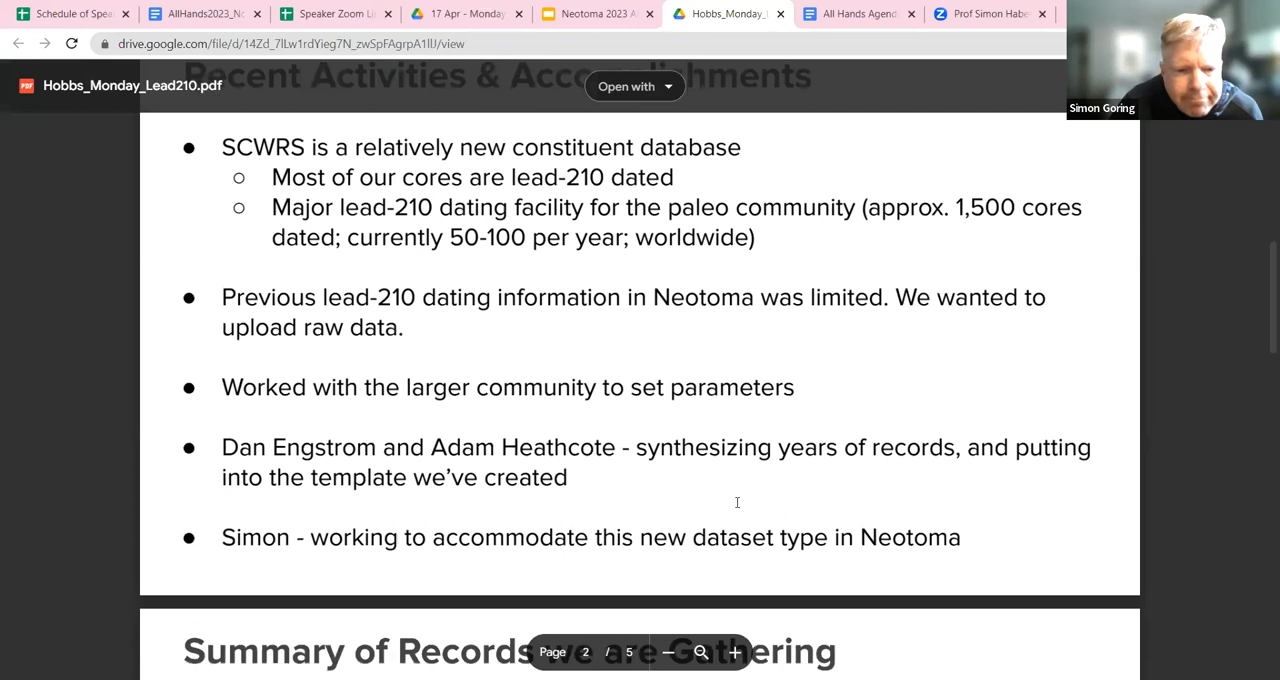 Schedule of Spea
AllHands2023_No
Speaker Zoom Li
17 Apr - Monday
Neotoma 2023 A
Hobbs_Monday_L
All Hands Agend
Prof Simon Habe
drive.google.com/file/d/14Zd_7lLw1rdYieg7N_zwSpFAgrpA1lIJ/view
Recent Activities & Accomplishments
PDF Hobbs_Monday_Lead210.pdf
Open with
Simon Goring
● SCWRS is a relatively new constituent database
○ Most of our cores are lead-210 dated
○ Major lead-210 dating facility for the paleo community (approx. 1,500 cores
dated; currently 50-100 per year; worldwide)
● Previous lead-210 dating information in Neotoma was limited. We wanted to
upload raw data.
● Worked with the larger community to set parameters
● Dan Engstrom and Adam Heathcote - synthesizing years of records, and putting
into the template we've created
● Simon - working to accommodate this new dataset type in Neotoma
Summary of Records we are Gathering
Page 2 / 5